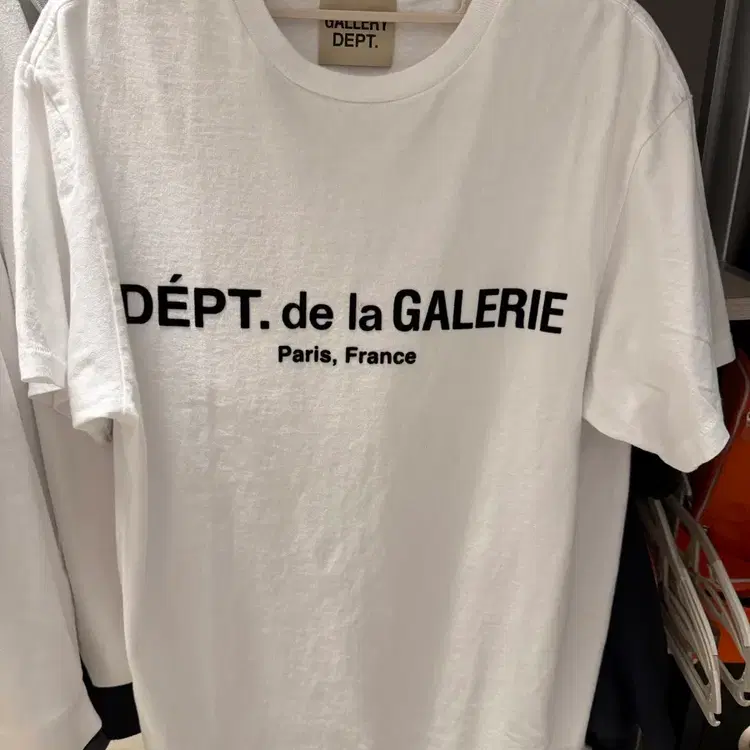 GALLERY
DEPT.
DÉPT. de la GALERIE
Paris, France